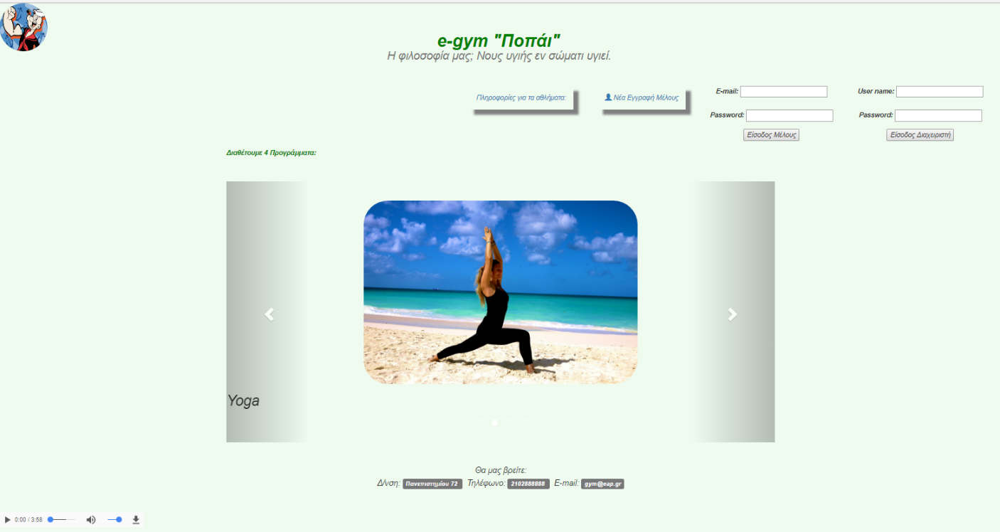 e-gym "Ποπάι"
Η φιλοσοφία μας; Νους υγιής εν σώματι υγιεί.
Πληροφορίες για τα αθλήματα:
Νέα Εγγραφή Μέλους
E-mail:
Password:
Είσοδος Μέλους
User name:
Password:
Είσοδος Διαχειριστή
Διαθέτουμε 4 Προγράμματα:
Yoga
Θα μας βρείτε:
Δ/νση: Πανεπιστημίου 72 Τηλέφωνο: 2102888888 E-mail: gym@eap.gr
0:00 / 3:58